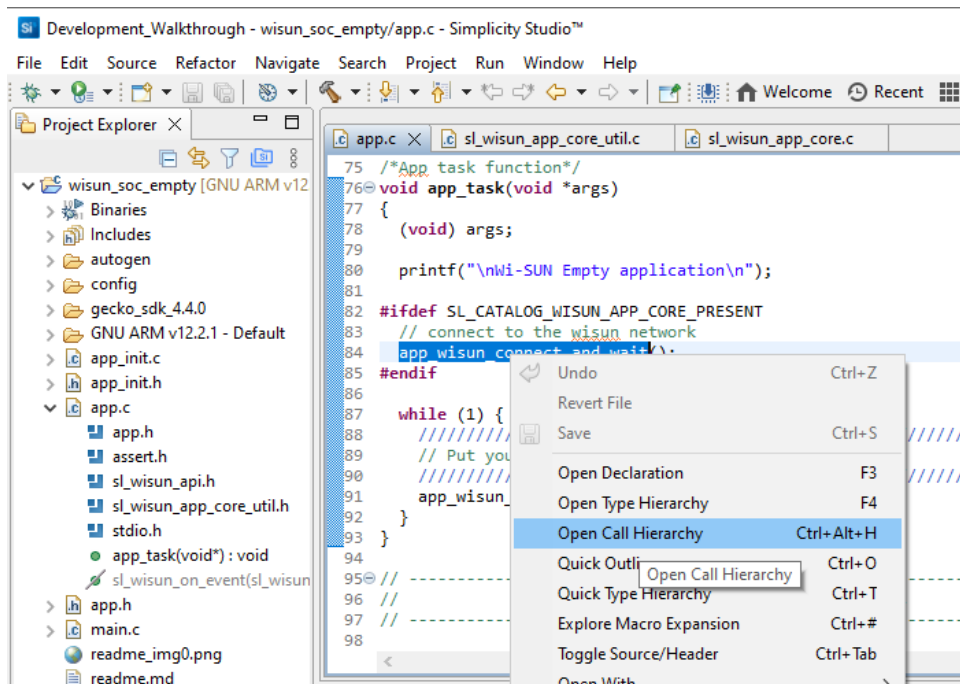 Si Development_Walkthrough - wisun_soc_empty/app.c - Simplicity Studio™
File Edit Source Refactor Navigate Search Project Run Window Help
Welcome Recent
Project Explorer
wisun_soc_empty [GNU ARM v12
Binaries
Includes
autogen
config
gecko_sdk_4.4.0
GNU ARM v12.2.1 - Default
app_init.c
app_init.h
app.c
app.h
assert.h
sl_wisun_api.h
sl_wisun_app_core_util.h
stdio.h
app_task(void*) : void
sl_wisun_on_event(sl_wisun
app.h
main.c
readme_img0.png
readme.md
app.c sl_wisun_app_core_util.c sl_wisun_app_core.c
75 /*App task function*/
76 void app_task(void *args)
77 {
78 (void) args;
79
80 printf("\nWi-SUN Empty application\n");
81
82 #ifdef SL_CATALOG_WISUN_APP_CORE_PRESENT
83 // connect to the wisun network
84 app_wisun_connect_and_wait();
85 #endif
86
87 while (1) {
88 //////////
89 // Put you
90 //////////
91 app_wisun_
92 }
93 }
94
95 // ------------
96 //
97 // ------------
98
Undo Ctrl+Z
Revert File
Save Ctrl+S
Open Declaration F3
Open Type Hierarchy F4
Open Call Hierarchy Ctrl+Alt+H
Quick Outli Ctrl+O
Open Call Hierarchy
Quick Type Hierarchy Ctrl+T
Explore Macro Expansion Ctrl+#
Toggle Source/Header Ctrl+Tab
Open With